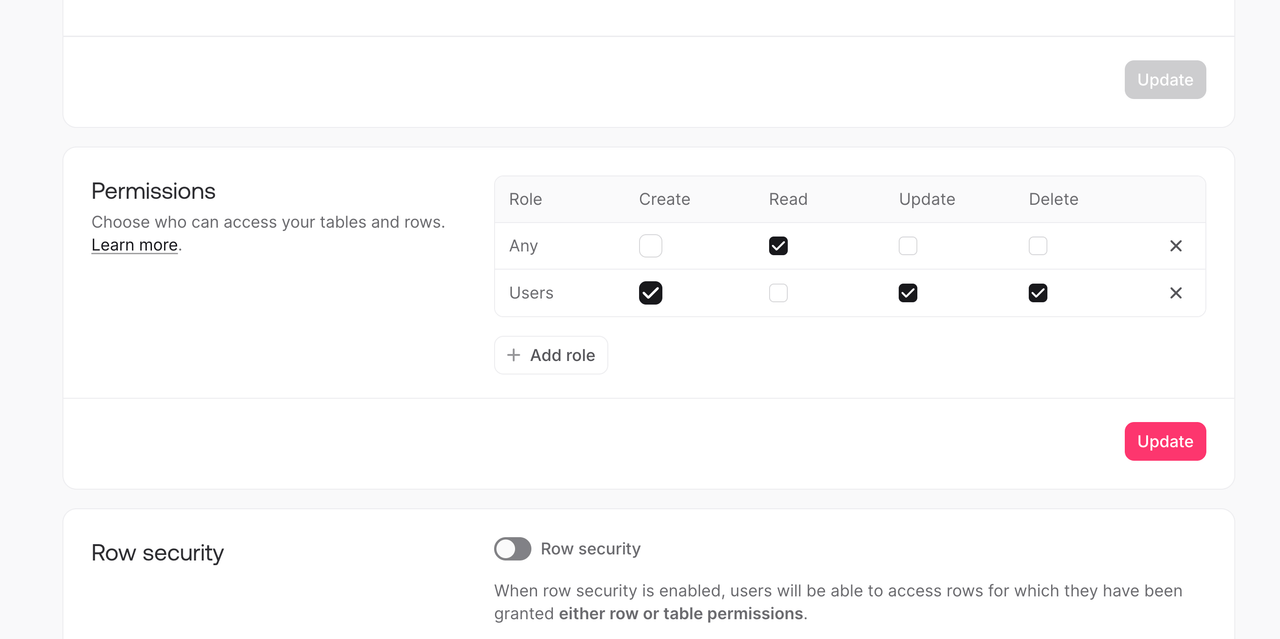 Update
Permissions
Choose who can access your tables and rows.
Learn more.
Role Create Read Update Delete
Any
Users
Add role
Update
Row security
Row security
When row security is enabled, users will be able to access rows for which they have been
granted either row or table permissions.